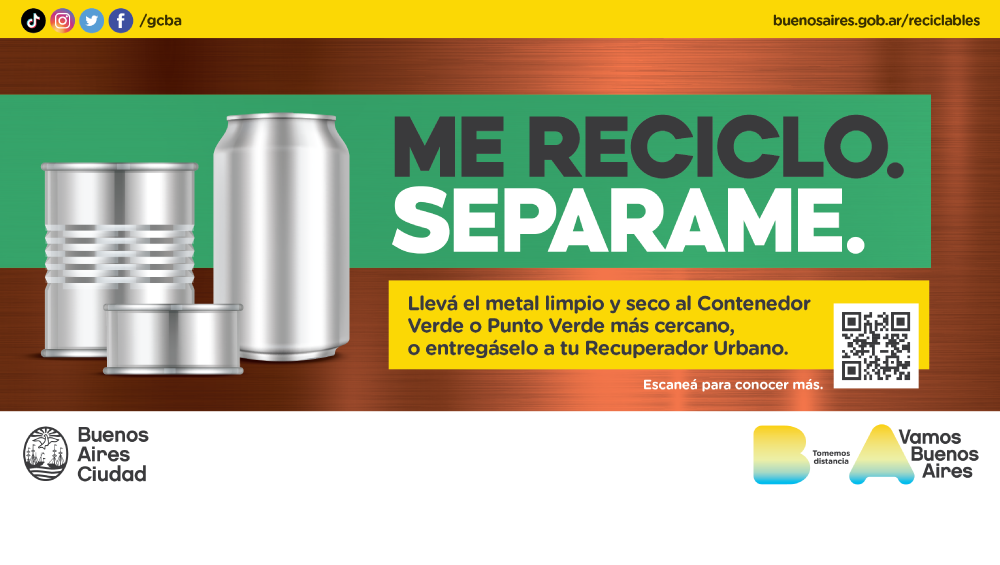 /gcba
buenosaires.gob.ar/reciclables
ME RECICLO.
SEPARAME.
Llevá el metal limpio y seco al Contenedor
Verde o Punto Verde más cercano,
o entregáselo a tu Recuperador Urbano.
Escaneá para conocer más.
Buenos
Aires
Ciudad
BA
Tomemos
distancia
Vamos
Buenos
Aires